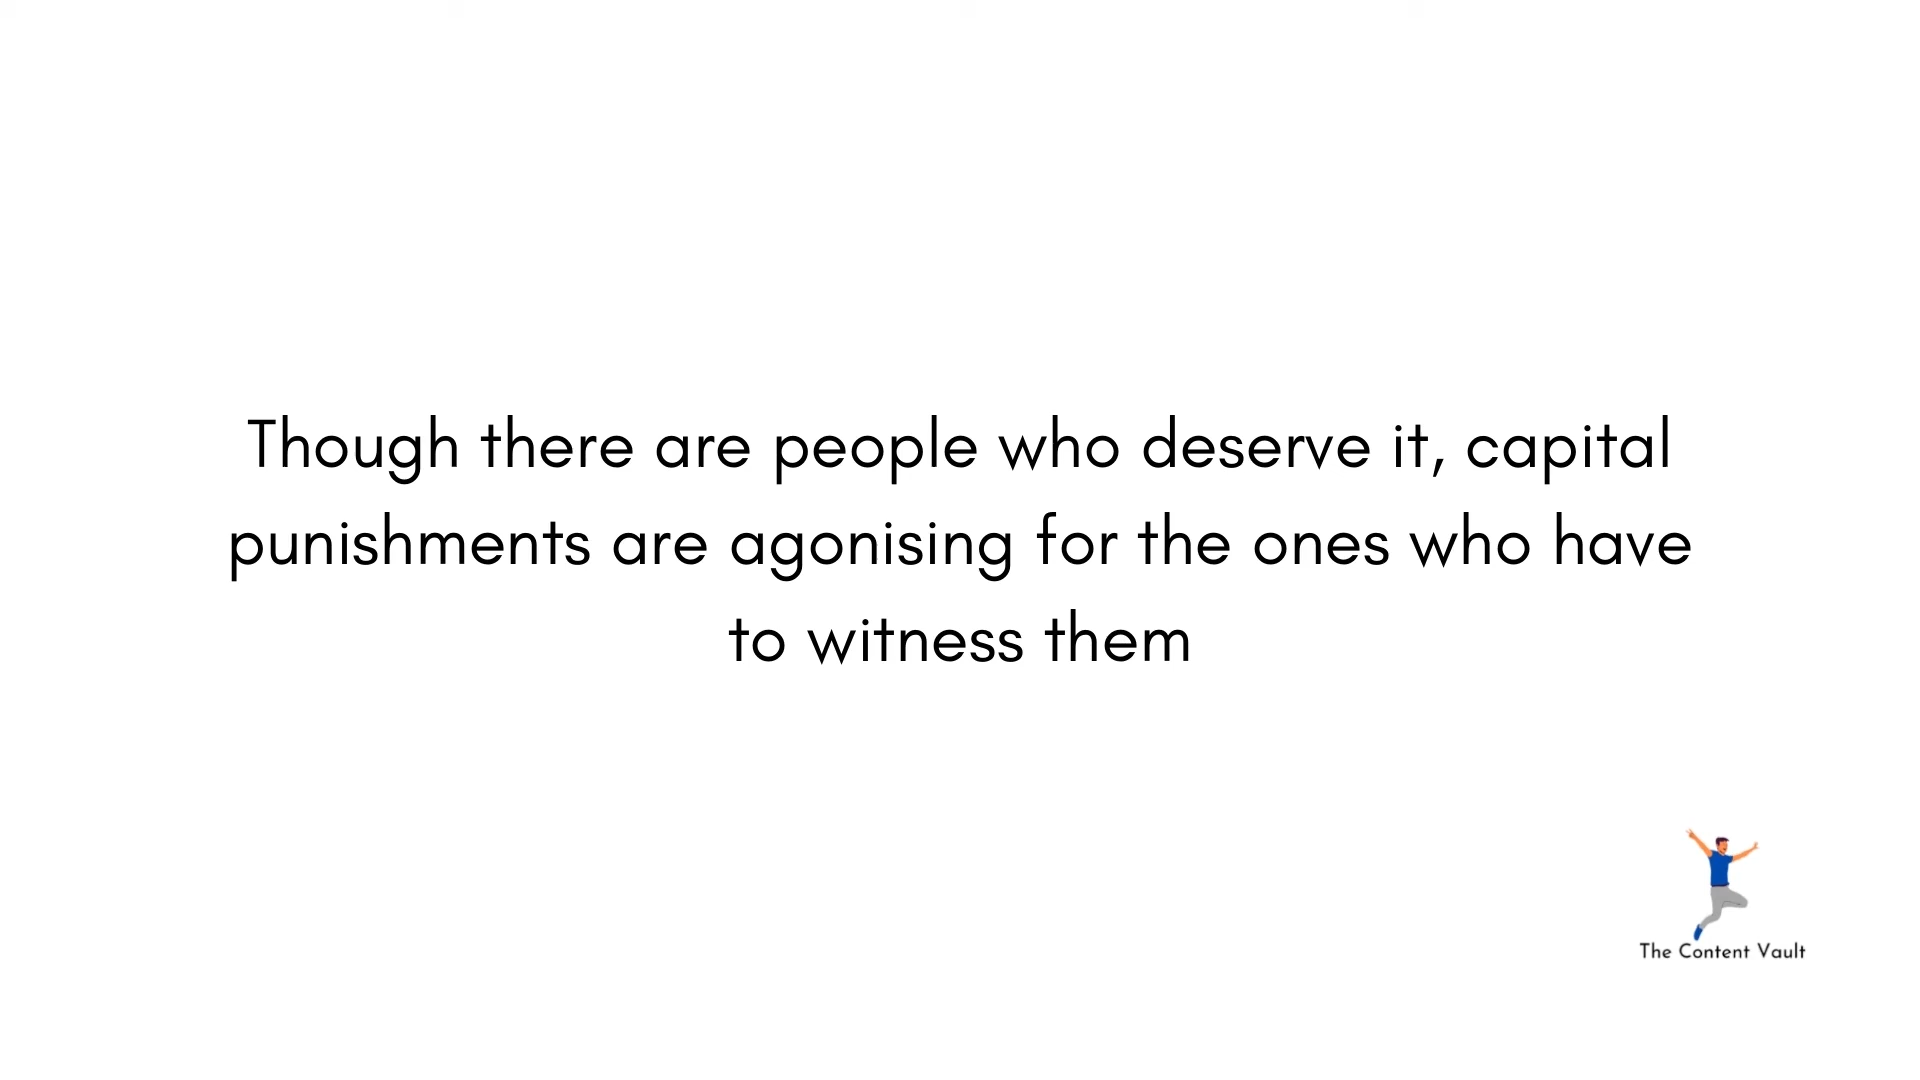 Though there are people who deserve it, capital
punishments are agonising for the ones who have
to witness them
The Content Vault